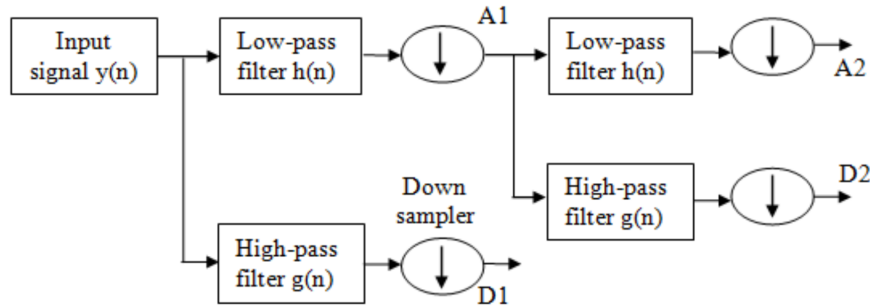 Input
signal y(n)
Low-pass
filter h(n)
A1
Low-pass
filter h(n)
A2
High-pass
filter g(n)
D2
Down
sampler
High-pass
filter g(n)
D1